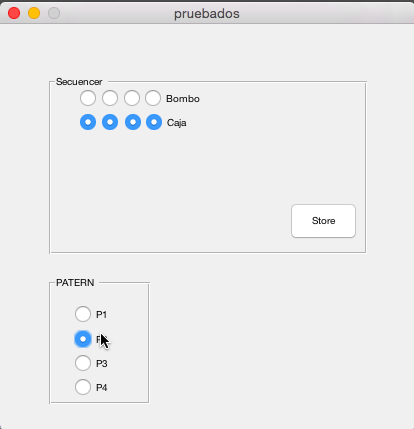 pruebados
Secuencer
Bombo
Caja
Store
PATERN
P1
P3
P4